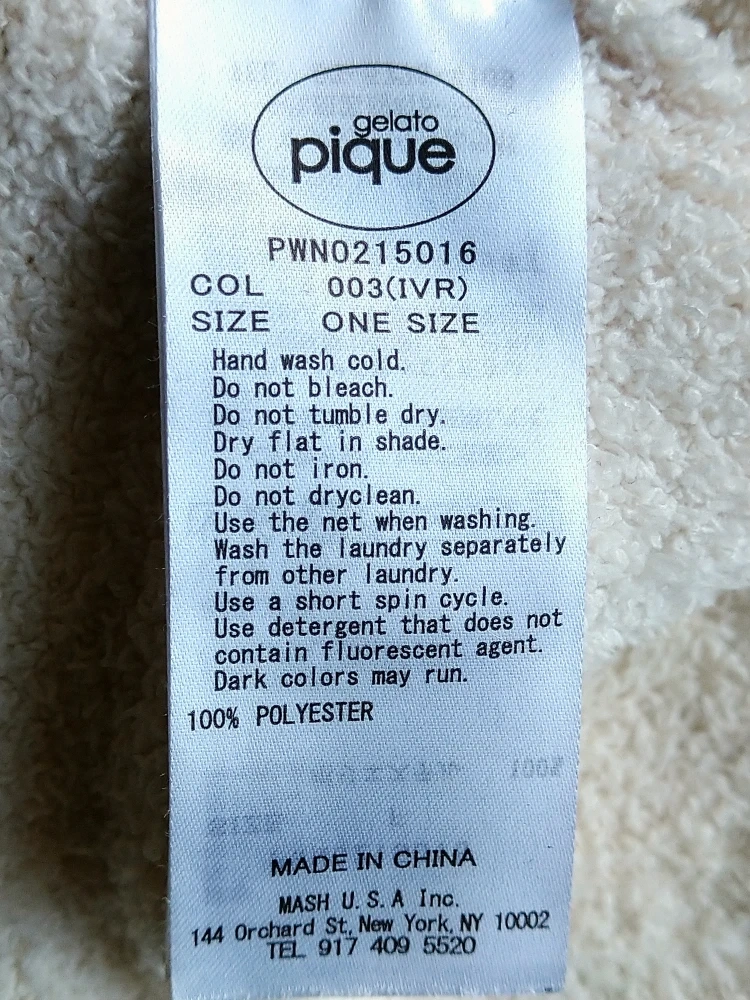 gelato
pique
PWN0215016
COL 003(IVR)
SIZE ONE SIZE
Hand wash cold.
Do not bleach.
Do not tumble dry.
Dry flat in shade.
Do not iron.
Do not dryclean.
Use the net when washing.
Wash the laundry separately
from other laundry.
Use a short spin cycle.
Use detergent that does not
contain fluorescent agent.
Dark colors may run.
100% POLYESTER
MADE IN CHINA
MASH U.S.A Inc.
144 Orchard St, New York, NY 10002
TEL 917 409 5520